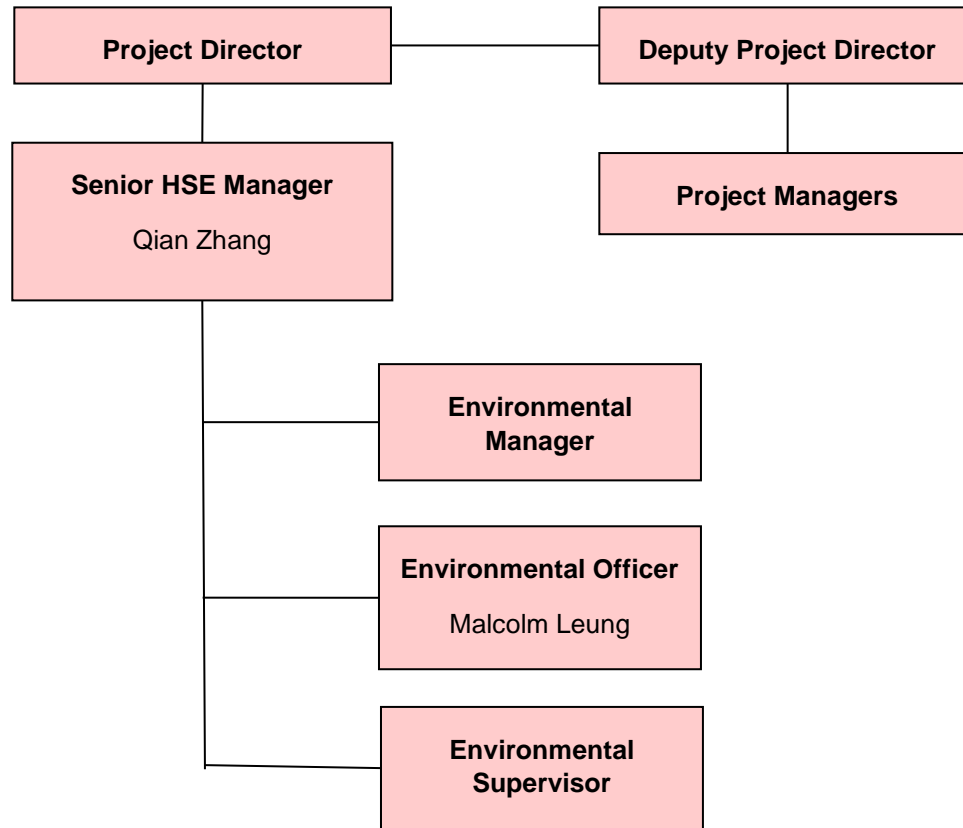 Project Director
Deputy Project Director
Senior HSE Manager
Qian Zhang
Project Managers
Environmental
Manager
Environmental Officer
Malcolm Leung
Environmental
Supervisor